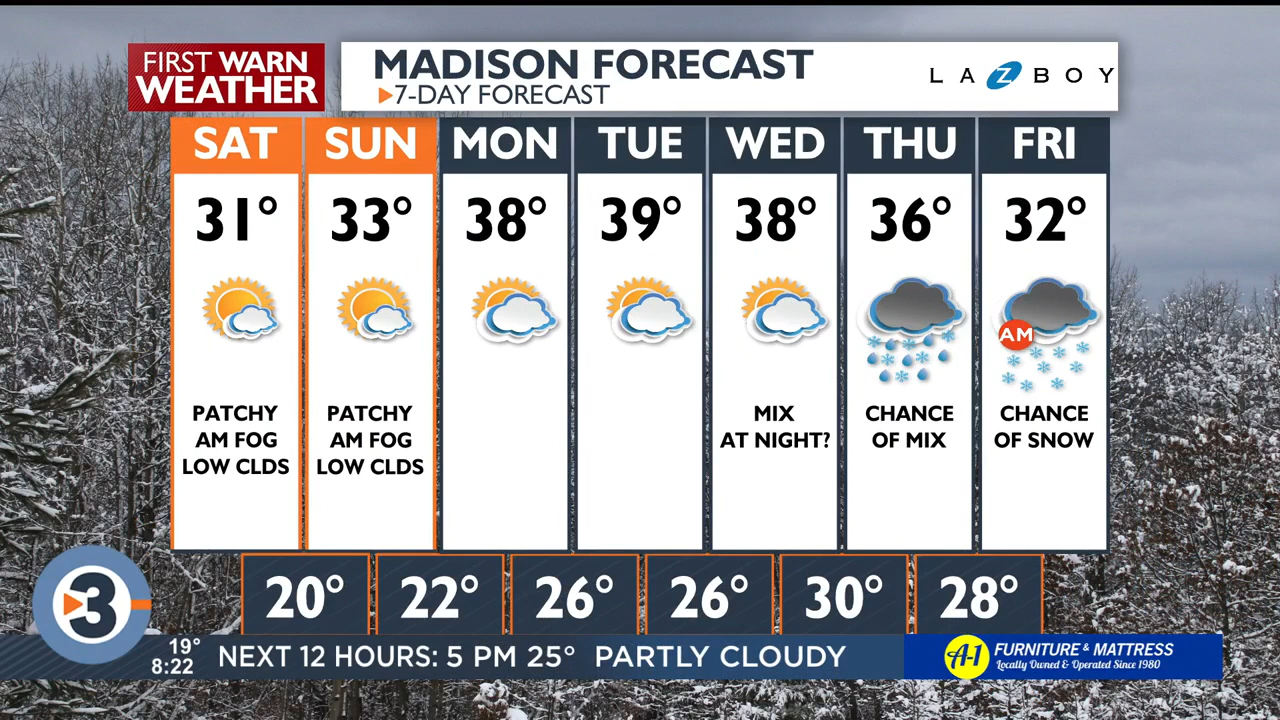 FIRST WARN
WEATHER
MADISON FORECAST
7-DAY FORECAST
LA Z BOY
SAT
SUN
MON
TUE
WED
THU
FRI
31°
33°
38°
39°
38°
36°
32°
AM
PATCHY
AM FOG
LOW CLDS
PATCHY
AM FOG
LOW CLDS
MIX
AT NIGHT?
CHANCE
OF MIX
CHANCE
OF SNOW
20°
22°
26°
26°
30°
28°
3
19°
8:22
NEXT 12 HOURS: 5 PM 25° PARTLY CLOUDY
A-1
FURNITURE & MATTRESS
Locally Owned & Operated Since 1980